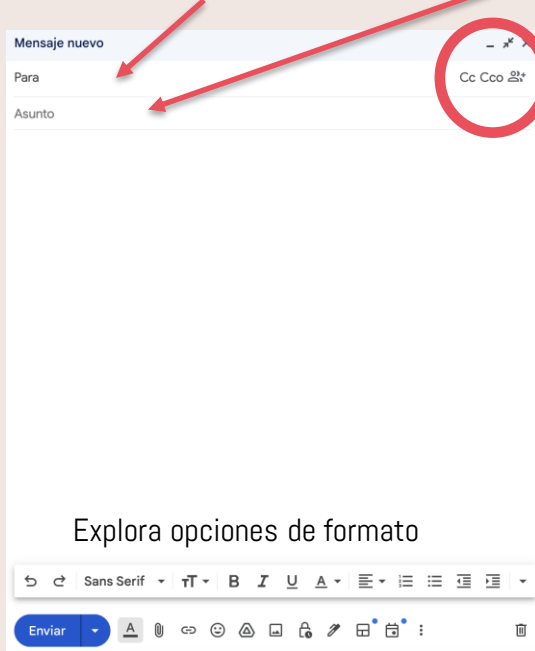 Mensaje nuevo
Para
Cc Cco
Asunto
Explora opciones de formato
Sans Serif
B I U A
Enviar
A